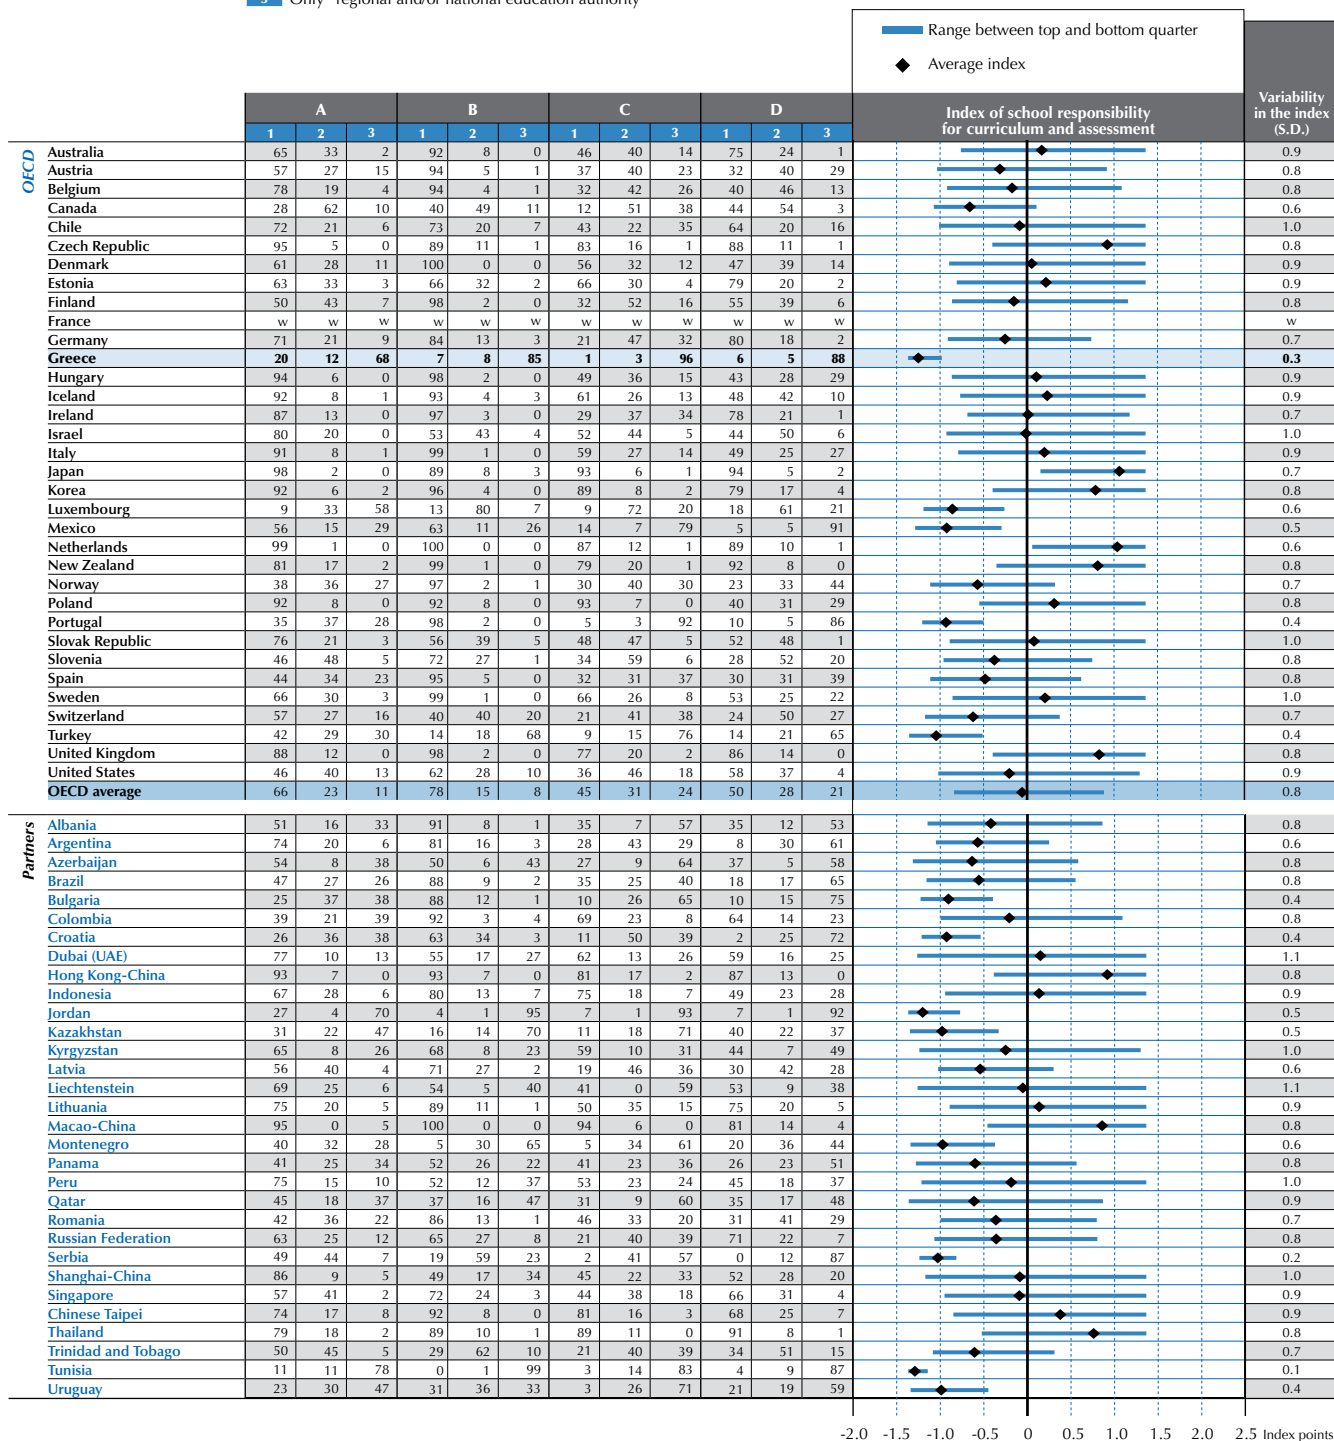 3 Only "regional and/or national education authority"
Range between top and bottom quarter
Average index
A B C D Index of school responsibility for curriculum and assessment Variability in the index (S.D.)
1 2 3 1 2 3 1 2 3 1 2 3
OECD
Australia 65 33 2 92 8 0 46 40 14 75 24 1 0.9
Austria 57 27 15 94 5 1 37 40 23 32 40 29 0.8
Belgium 78 19 4 94 4 1 32 42 26 40 46 13 0.8
Canada 28 62 10 40 49 11 12 51 38 44 54 3 0.6
Chile 72 21 6 73 20 7 43 22 35 64 20 16 1.0
Czech Republic 95 5 0 89 11 1 83 16 1 88 11 1 0.8
Denmark 61 28 11 100 0 0 56 32 12 47 39 14 0.9
Estonia 63 33 3 66 32 2 66 30 4 79 20 2 0.9
Finland 50 43 7 98 2 0 32 52 16 55 39 6 0.8
France w w w w w w w w w w w w w
Germany 71 21 9 84 13 3 21 47 32 80 18 2 0.7
Greece 20 12 68 7 8 85 1 3 96 6 5 88 0.3
Hungary 94 6 0 98 2 0 49 36 15 43 28 29 0.9
Iceland 92 8 1 93 4 3 61 26 13 48 42 10 0.9
Ireland 87 13 0 97 3 0 29 37 34 78 21 1 0.7
Israel 80 20 0 53 43 4 52 44 5 44 50 6 1.0
Italy 91 8 1 99 1 0 59 27 14 49 25 27 0.9
Japan 98 2 0 89 8 3 93 6 1 94 5 2 0.7
Korea 92 6 2 96 4 0 89 8 2 79 17 4 0.8
Luxembourg 9 33 58 13 80 7 9 72 20 18 61 21 0.6
Mexico 56 15 29 63 11 26 14 7 79 5 5 91 0.5
Netherlands 99 1 0 100 0 0 87 12 1 89 10 1 0.6
New Zealand 81 17 2 99 1 0 79 20 1 92 8 0 0.8
Norway 38 36 27 97 2 1 30 40 30 23 33 44 0.7
Poland 92 8 0 92 8 0 93 7 0 40 31 29 0.8
Portugal 35 37 28 98 2 0 5 3 92 10 5 86 0.4
Slovak Republic 76 21 3 56 39 5 48 47 5 52 48 1 1.0
Slovenia 46 48 5 72 27 1 34 59 6 28 52 20 0.8
Spain 44 34 23 95 5 0 32 31 37 30 31 39 0.8
Sweden 66 30 3 99 1 0 66 26 8 53 25 22 1.0
Switzerland 57 27 16 40 40 20 21 41 38 24 50 27 0.7
Turkey 42 29 30 14 18 68 9 15 76 14 21 65 0.4
United Kingdom 88 12 0 98 2 0 77 20 2 86 14 0 0.8
United States 46 40 13 62 28 10 36 46 18 58 37 4 0.9
OECD average 66 23 11 78 15 8 45 31 24 50 28 21 0.8
Partners
Albania 51 16 33 91 8 1 35 7 57 35 12 53 0.8
Argentina 74 20 6 81 16 3 28 43 29 8 30 61 0.6
Azerbaijan 54 8 38 50 6 43 27 9 64 37 5 58 0.8
Brazil 47 27 26 88 9 2 35 25 40 18 17 65 0.8
Bulgaria 25 37 38 88 12 1 10 26 65 10 15 75 0.4
Colombia 39 21 39 92 3 4 69 23 8 64 14 23 0.8
Croatia 26 36 38 63 34 3 11 50 39 2 25 72 0.4
Dubai (UAE) 77 10 13 55 17 27 62 13 26 59 16 25 1.1
Hong Kong-China 93 7 0 93 7 0 81 17 2 87 13 0 0.8
Indonesia 67 28 6 80 13 7 75 18 7 49 23 28 0.9
Jordan 27 4 70 4 1 95 7 1 93 7 1 92 0.5
Kazakhstan 31 22 47 16 14 70 11 18 71 40 22 37 0.5
Kyrgyzstan 65 8 26 68 8 23 59 10 31 44 7 49 1.0
Latvia 56 40 4 71 27 2 19 46 36 30 42 28 0.6
Liechtenstein 69 25 6 54 5 40 41 0 59 53 9 38 1.1
Lithuania 75 20 5 89 11 1 50 35 15 75 20 5 0.9
Macao-China 95 0 5 100 0 0 94 6 0 81 14 4 0.8
Montenegro 40 32 28 5 30 65 5 34 61 20 36 44 0.6
Panama 41 25 34 52 26 22 41 23 36 26 23 51 0.8
Peru 75 15 10 52 12 37 53 23 24 45 18 37 1.0
Qatar 45 18 37 37 16 47 31 9 60 35 17 48 0.9
Romania 42 36 22 86 13 1 46 33 20 31 41 29 0.7
Russian Federation 63 25 12 65 27 8 21 40 39 71 22 7 0.8
Serbia 49 44 7 19 59 23 2 41 57 0 12 87 0.2
Shanghai-China 86 9 5 49 17 34 45 22 33 52 28 20 1.0
Singapore 57 41 2 72 24 3 44 38 18 66 31 4 0.9
Chinese Taipei 74 17 8 92 8 0 81 16 3 68 25 7 0.9
Thailand 79 18 2 89 10 1 89 11 0 91 8 1 0.8
Trinidad and Tobago 50 45 5 29 62 10 21 40 39 34 51 15 0.7
Tunisia 11 11 78 0 1 99 3 14 83 4 9 87 0.1
Uruguay 23 30 47 31 36 33 3 26 71 21 19 59 0.4
-2.0 -1.5 -1.0 -0.5 0 0.5 1.0 1.5 2.0 2.5 Index points